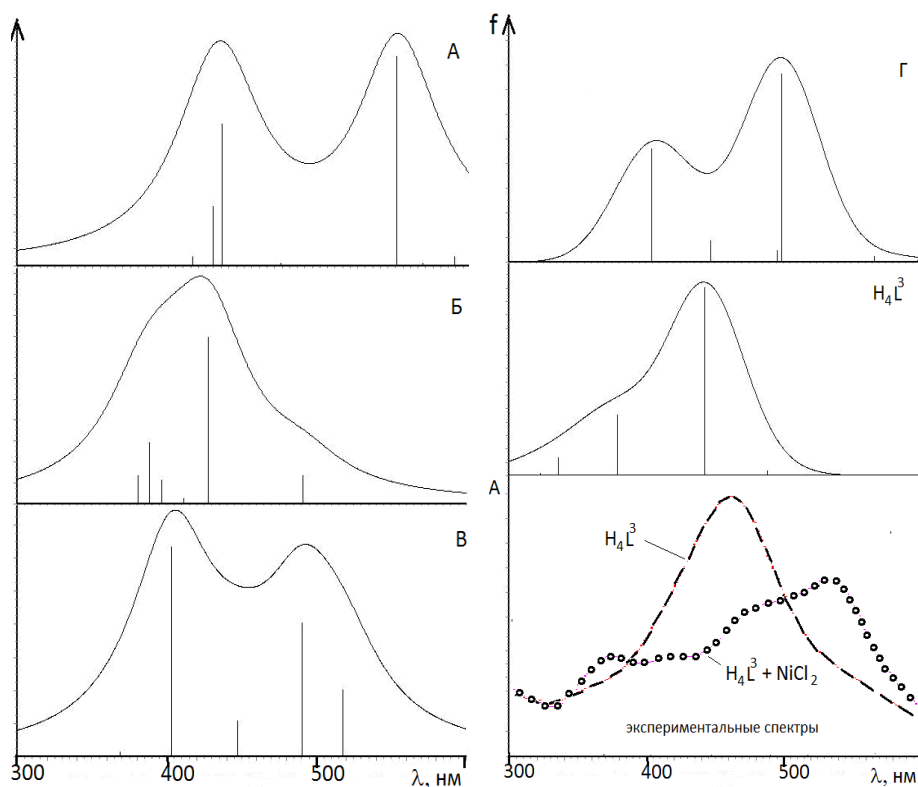 А
Б
В
300
400
500
λ, нм
f
Г
H₄L³
А
H₄L³
H₄L³ + NiCl₂
экспериментальные спектры
300
400
500
λ, нм